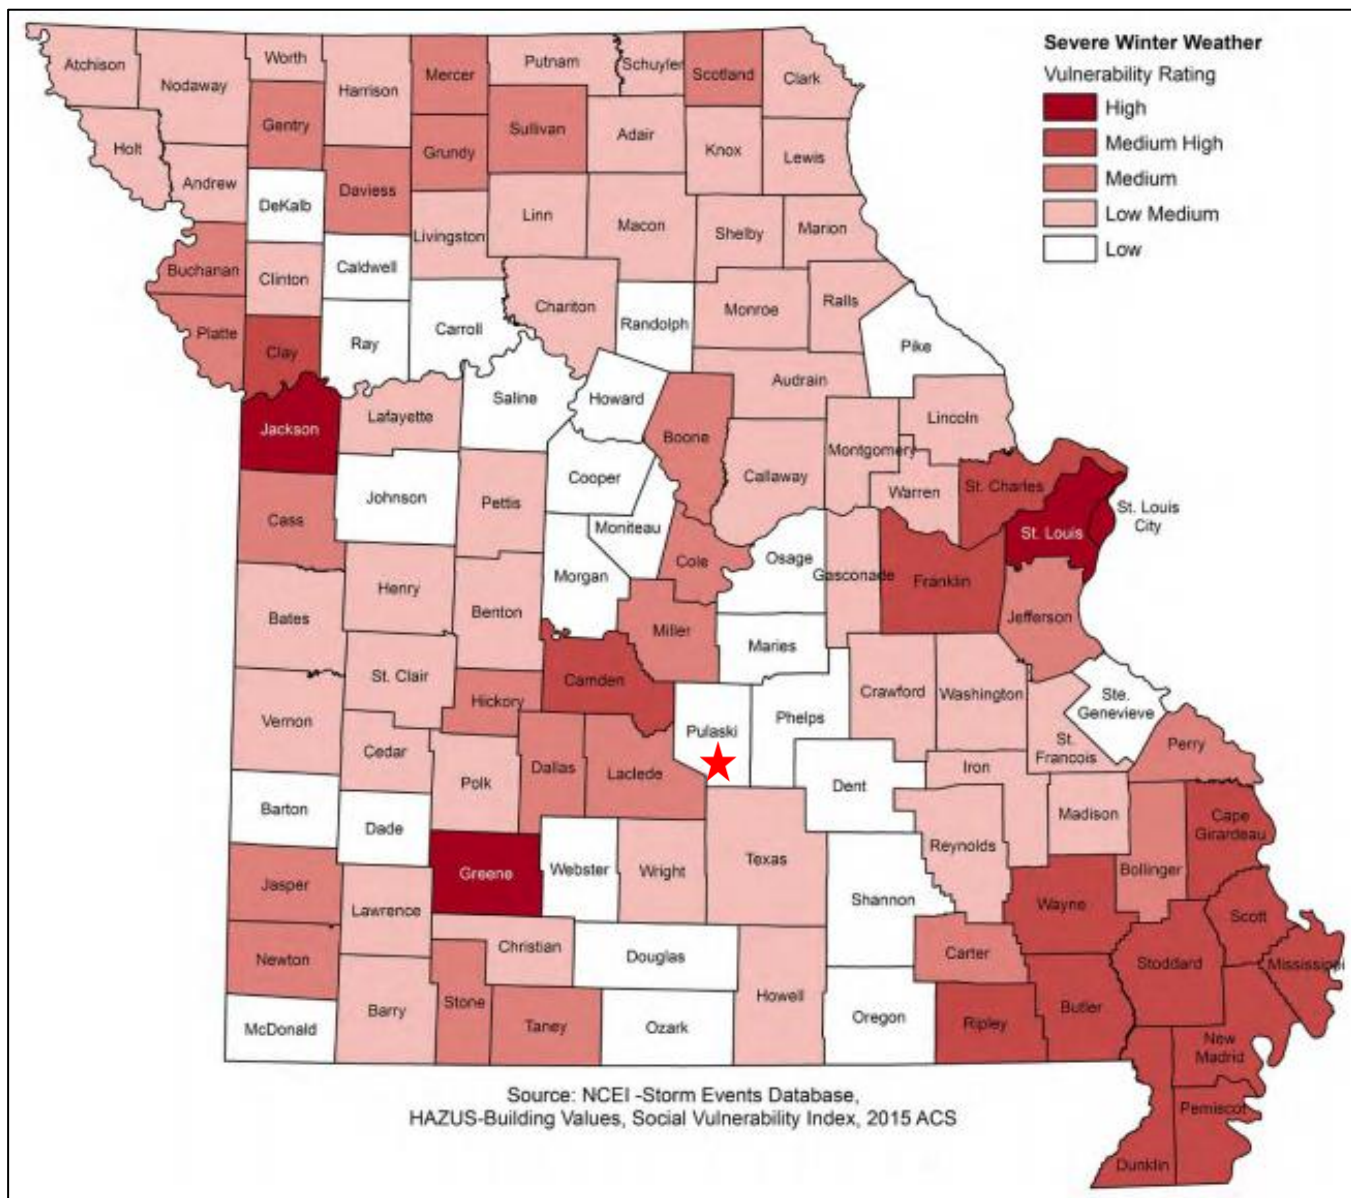 Severe Winter Weather
Vulnerability Rating
High
Medium High
Medium
Low Medium
Low
Atchison
Nodaway
Worth
Harrison
Mercer
Putnam
Schuyler
Scotland
Clark
Gentry
Sullivan
Adair
Knox
Lewis
Holt
Andrew
DeKalb
Daviess
Grundy
Livingston
Linn
Macon
Shelby
Marion
Buchanan
Clinton
Caldwell
Chariton
Monroe
Ralls
Platte
Clay
Ray
Carroll
Randolph
Pike
Jackson
Lafayette
Saline
Howard
Boone
Audrain
Lincoln
Montgomery
Callaway
Warren
St. Charles
St. Louis
St. Louis
City
Cass
Johnson
Pettis
Cooper
Moniteau
Cole
Osage
Gasconade
Franklin
Jefferson
Bates
Henry
Benton
Morgan
Miller
Maries
St. Clair
Hickory
Camden
Pulaski
Phelps
Crawford
Washington
Ste.
Genevieve
St.
Francois
Perry
Vernon
Cedar
Polk
Dallas
Laclede
Dent
Iron
Madison
Cape
Girardeau
Barton
Dade
Greene
Webster
Wright
Texas
Reynolds
Bollinger
Jasper
Lawrence
Christian
Douglas
Shannon
Wayne
Scott
Newton
Carter
Stoddard
Mississippi
McDonald
Barry
Stone
Taney
Ozark
Howell
Oregon
Ripley
Butler
New
Madrid
Pemiscot
Dunklin
Source: NCEI -Storm Events Database,
HAZUS-Building Values, Social Vulnerability Index, 2015 ACS